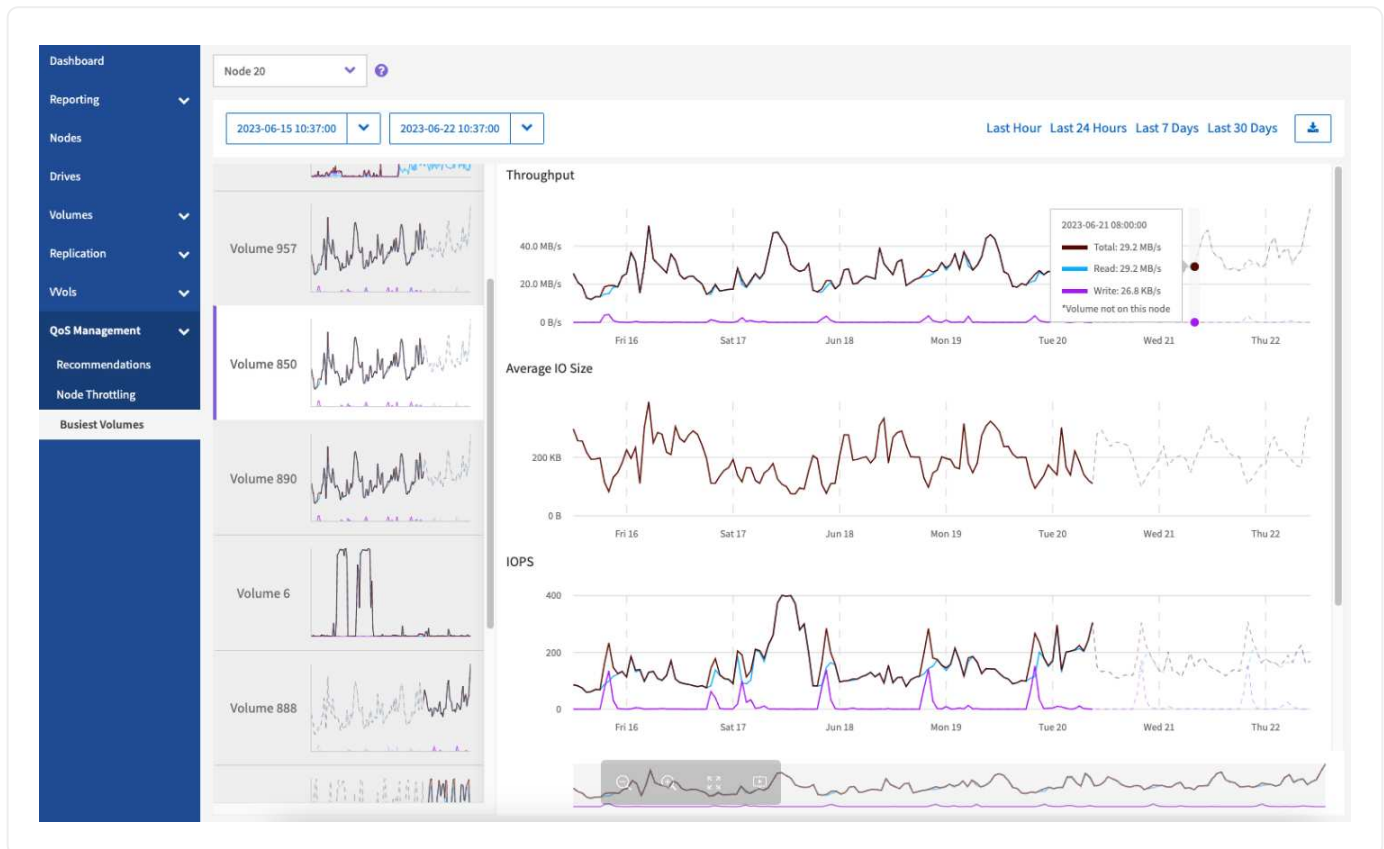 Dashboard
Reporting
Nodes
Drives
Volumes
Replication
VVols
QoS Management
Recommendations
Node Throttling
Busiest Volumes
Node 20
?
2023-06-15 10:37:00
2023-06-22 10:37:00
Last Hour Last 24 Hours Last 7 Days Last 30 Days
Volume 957
Volume 850
Volume 890
Volume 6
Volume 888
Throughput
40.0 MB/s
20.0 MB/s
0 B/s
Fri 16 Sat 17 Jun 18 Mon 19 Tue 20 Wed 21 Thu 22
2023-06-21 08:00:00
Total: 29.2 MB/s
Read: 29.2 MB/s
Write: 26.8 KB/s
*Volume not on this node
Average IO Size
200 KB
0 B
Fri 16 Sat 17 Jun 18 Mon 19 Tue 20 Wed 21 Thu 22
IOPS
400
200
0
Fri 16 Sat 17 Jun 18 Mon 19 Tue 20 Wed 21 Thu 22